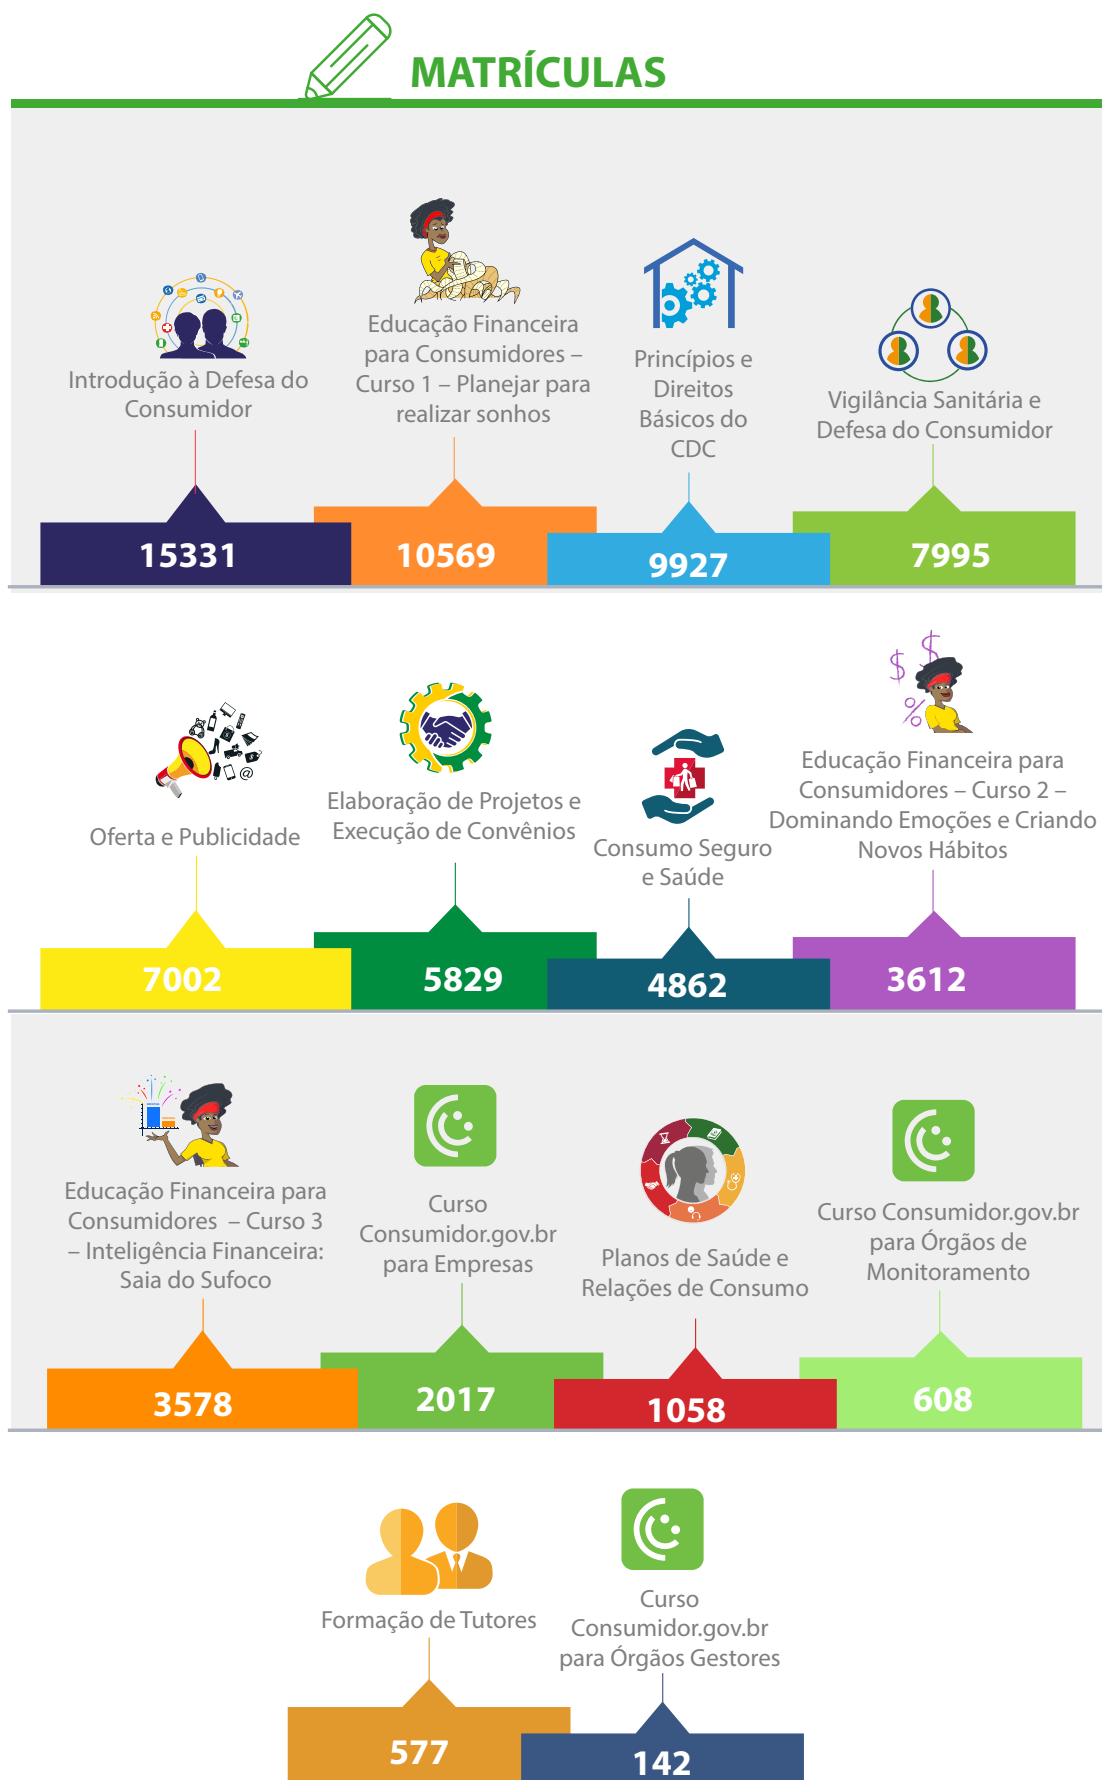 MATRÍCULAS
Introdução à Defesa do
Consumidor
15331
Educação Financeira
para Consumidores –
Curso 1 – Planejar para
realizar sonhos
10569
Princípios e
Direitos
Básicos do
CDC
9927
Vigilância Sanitária e
Defesa do Consumidor
7995
Oferta e Publicidade
7002
Elaboração de Projetos e
Execução de Convênios
5829
Consumo Seguro
e Saúde
4862
$ $
%
Educação Financeira para
Consumidores – Curso 2 –
Dominando Emoções e Criando
Novos Hábitos
3612
Educação Financeira para
Consumidores – Curso 3
– Inteligência Financeira:
Saia do Sufoco
3578
Curso
Consumidor.gov.br
para Empresas
2017
Planos de Saúde e
Relações de Consumo
1058
Curso Consumidor.gov.br
para Órgãos de
Monitoramento
608
Formação de Tutores
577
Curso
Consumidor.gov.br
para Órgãos Gestores
142